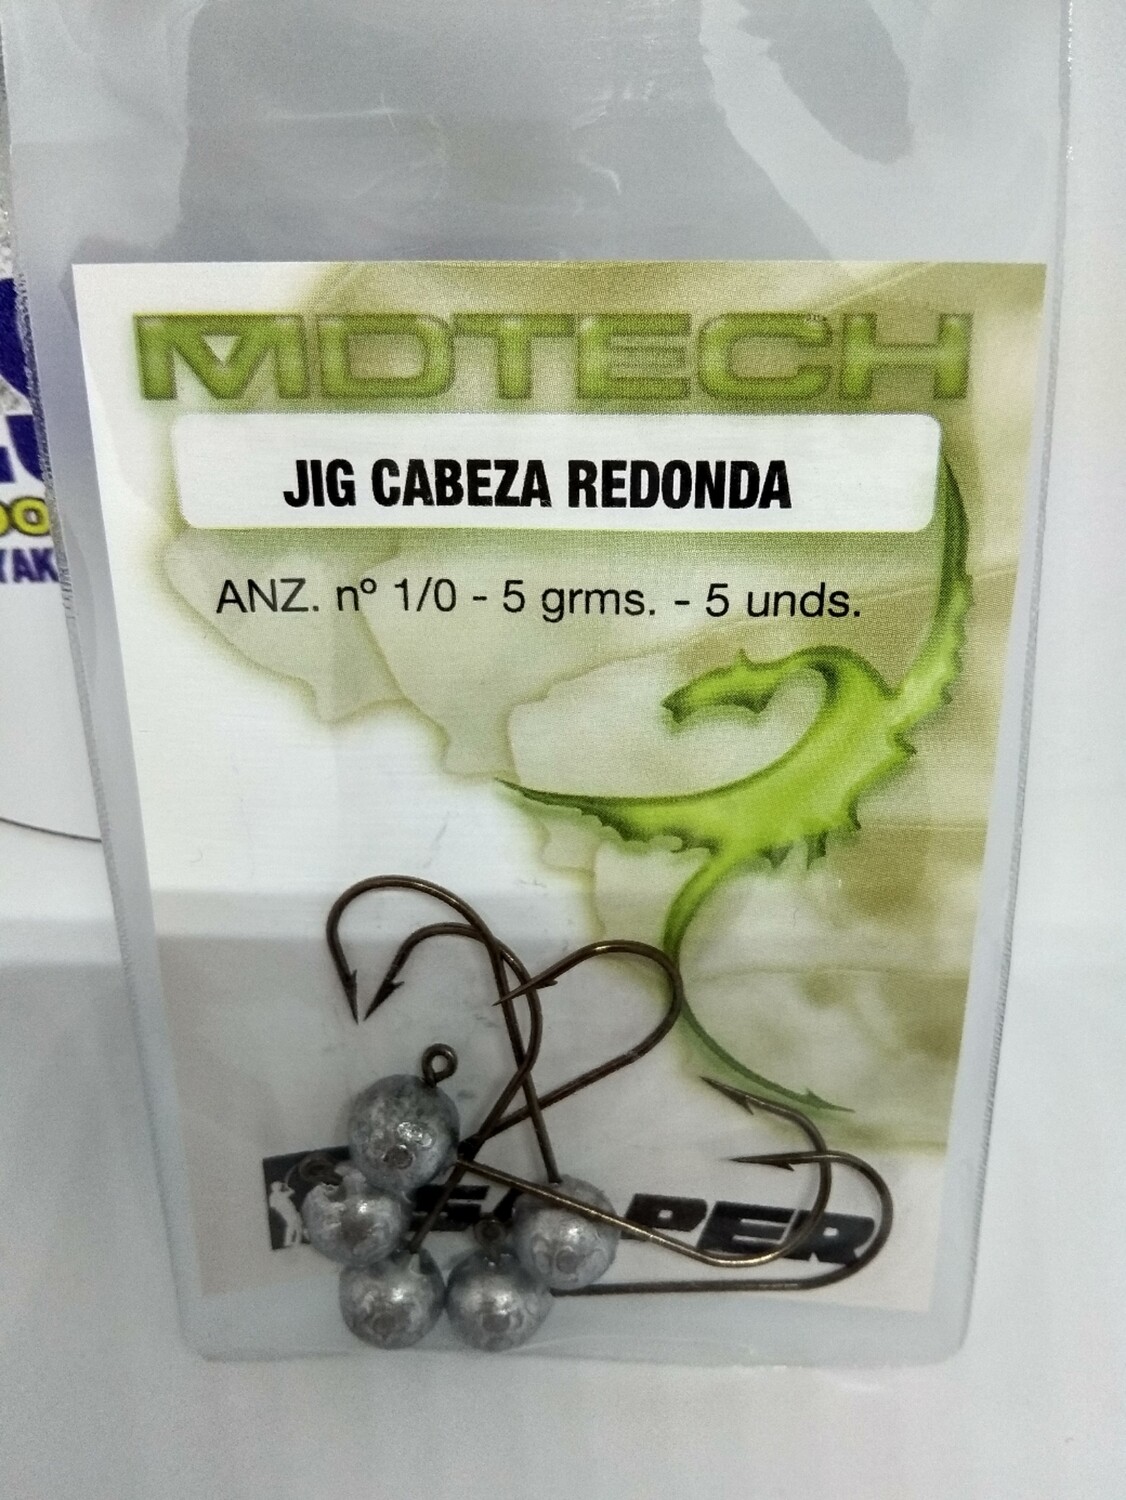 MDTECH
JIG CABEZA REDONDA
ANZ. nº 1/0 - 5 grms. - 5 unds.